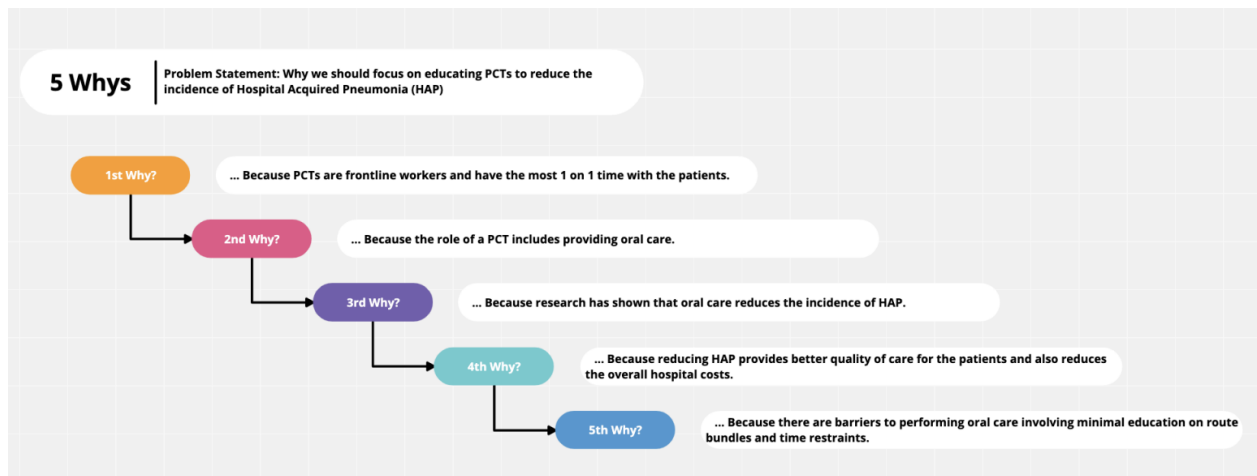 5 Whys
Problem Statement: Why we should focus on educating PCTs to reduce the
incidence of Hospital Acquired Pneumonia (HAP)
1st Why?
... Because PCTs are frontline workers and have the most 1 on 1 time with the patients.
2nd Why?
... Because the role of a PCT includes providing oral care.
3rd Why?
... Because research has shown that oral care reduces the incidence of HAP.
4th Why?
... Because reducing HAP provides better quality of care for the patients and also reduces
the overall hospital costs.
5th Why?
... Because there are barriers to performing oral care involving minimal education on route
bundles and time restraints.